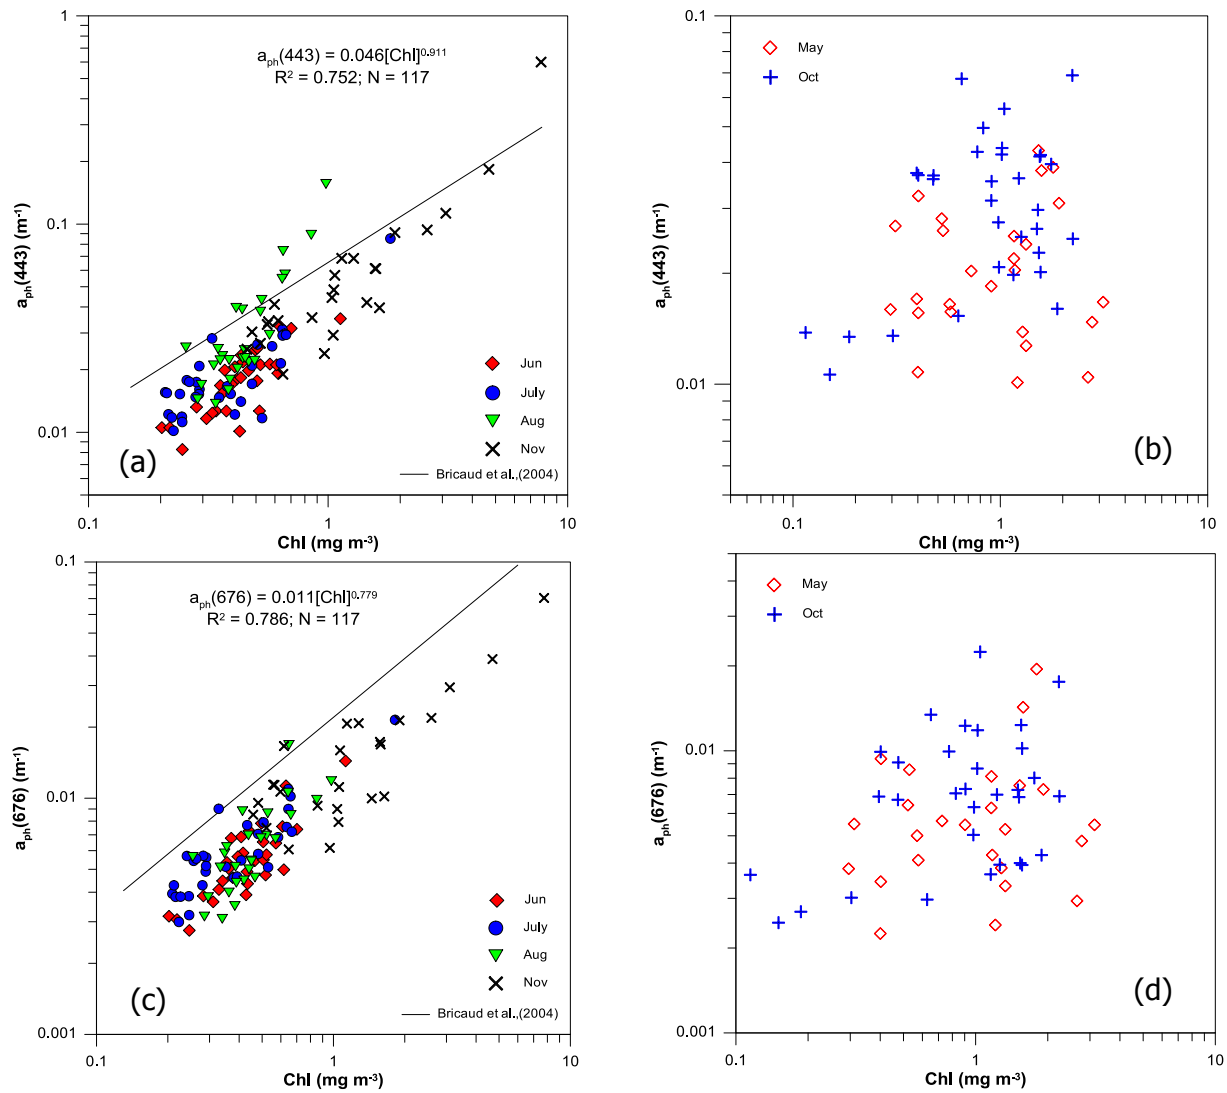 a_ph(443) = 0.046[Chl]^0.911
R² = 0.752; N = 117
1
0.1
0.01
a_ph(443) (m⁻¹)
Jun
July
Aug
Nov
Bricaud et al.,(2004)
(a)
0.1
1
10
Chl (mg m⁻³)
May
Oct
0.1
0.01
a_ph(443) (m⁻¹)
(b)
0.1
1
10
Chl (mg m⁻³)
a_ph(676) = 0.011[Chl]^0.779
R² = 0.786; N = 117
0.1
0.01
0.001
a_ph(676) (m⁻¹)
Jun
July
Aug
Nov
Bricaud et al.,(2004)
(c)
0.1
1
10
Chl (mg m⁻³)
May
Oct
0.01
0.001
a_ph(676) (m⁻¹)
(d)
0.1
1
10
Chl (mg m⁻³)